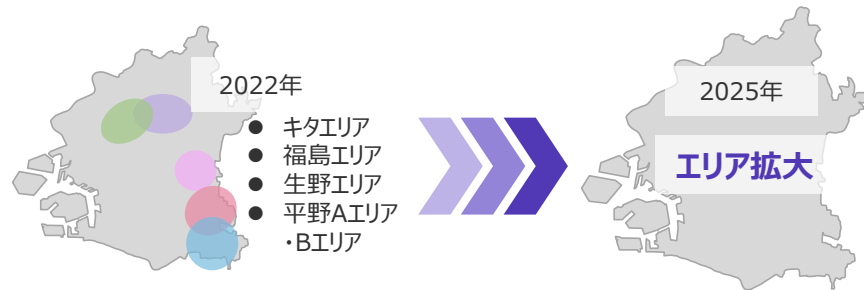 2022年
● キタエリア
● 福島エリア
● 生野エリア
● 平野Aエリア
・Bエリア
2025年
エリア拡大